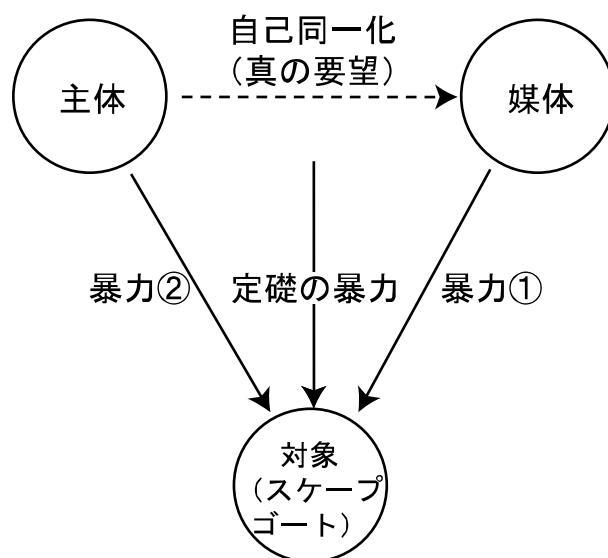 自己同一化
（真の要望）
主体
媒体
暴力②
定礎の暴力
暴力①
対象
（スケープ
ゴート）